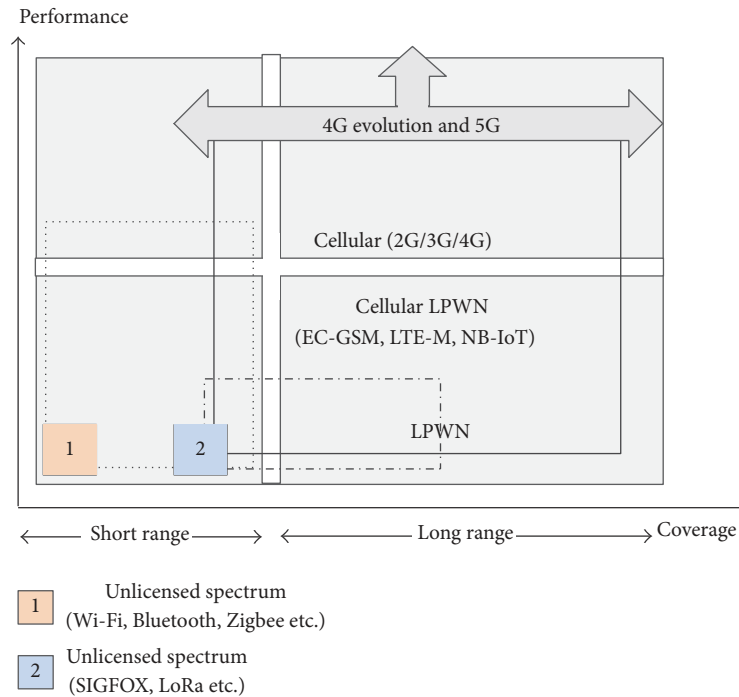 Performance
4G evolution and 5G
Cellular (2G/3G/4G)
Cellular LPWN
(EC-GSM, LTE-M, NB-IoT)
1
2
LPWN
Short range
Long range
Coverage
1
Unlicensed spectrum
(Wi-Fi, Bluetooth, Zigbee etc.)
2
Unlicensed spectrum
(SIGFOX, LoRa etc.)